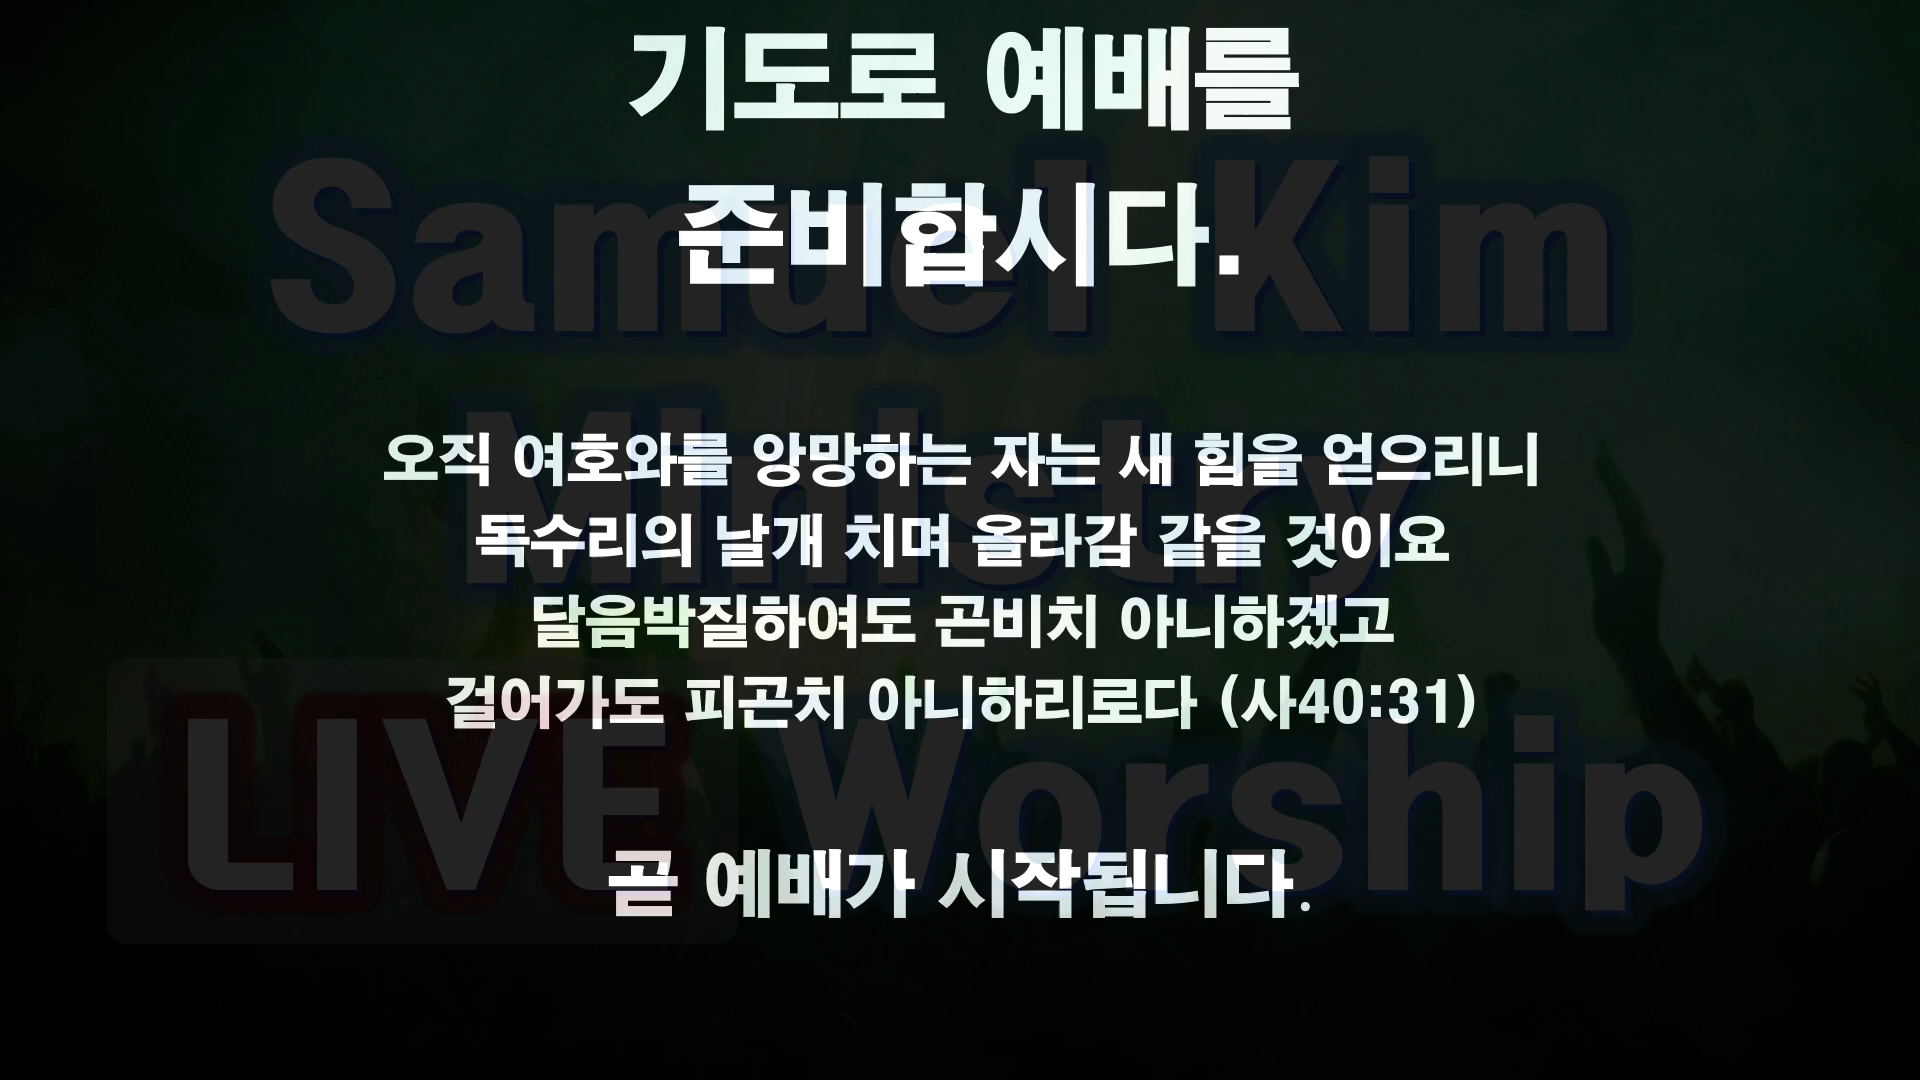 기도로 예배를
준비합시다.
Samuel Kim
Ministry
오직 여호와를 앙망하는 자는 새 힘을 얻으리니
독수리의 날개 치며 올라감 같을 것이요
달음박질하여도 곤비치 아니하겠고
걸어가도 피곤치 아니하리로다 (사40:31)
LIVE Worship
곧 예배가 시작됩니다.